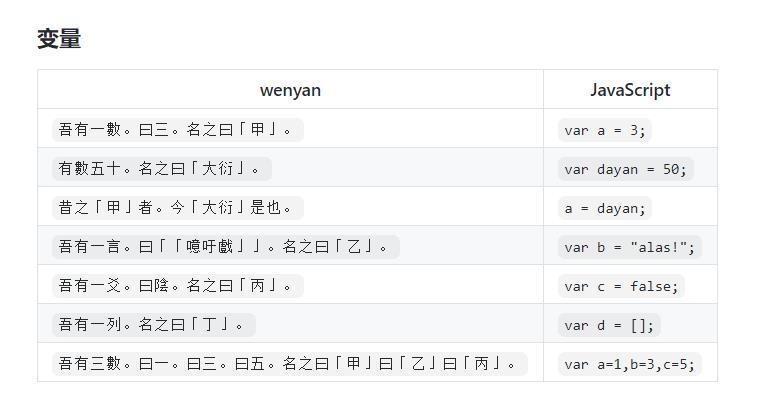 变量
wenyan JavaScript
吾有一數。曰三。名之曰「甲」。 var a = 3;
有數五十。名之曰「大衍」。 var dayan = 50;
昔之「甲」者。今「大衍」是也。 a = dayan;
吾有一言。曰「「噫吁戲」」。名之曰「乙」。 var b = "alas!";
吾有一爻。曰陰。名之曰「丙」。 var c = false;
吾有一列。名之曰「丁」。 var d = [];
吾有三數。曰一。曰三。曰五。名之曰「甲」曰「乙」曰「丙」。 var a=1,b=3,c=5;